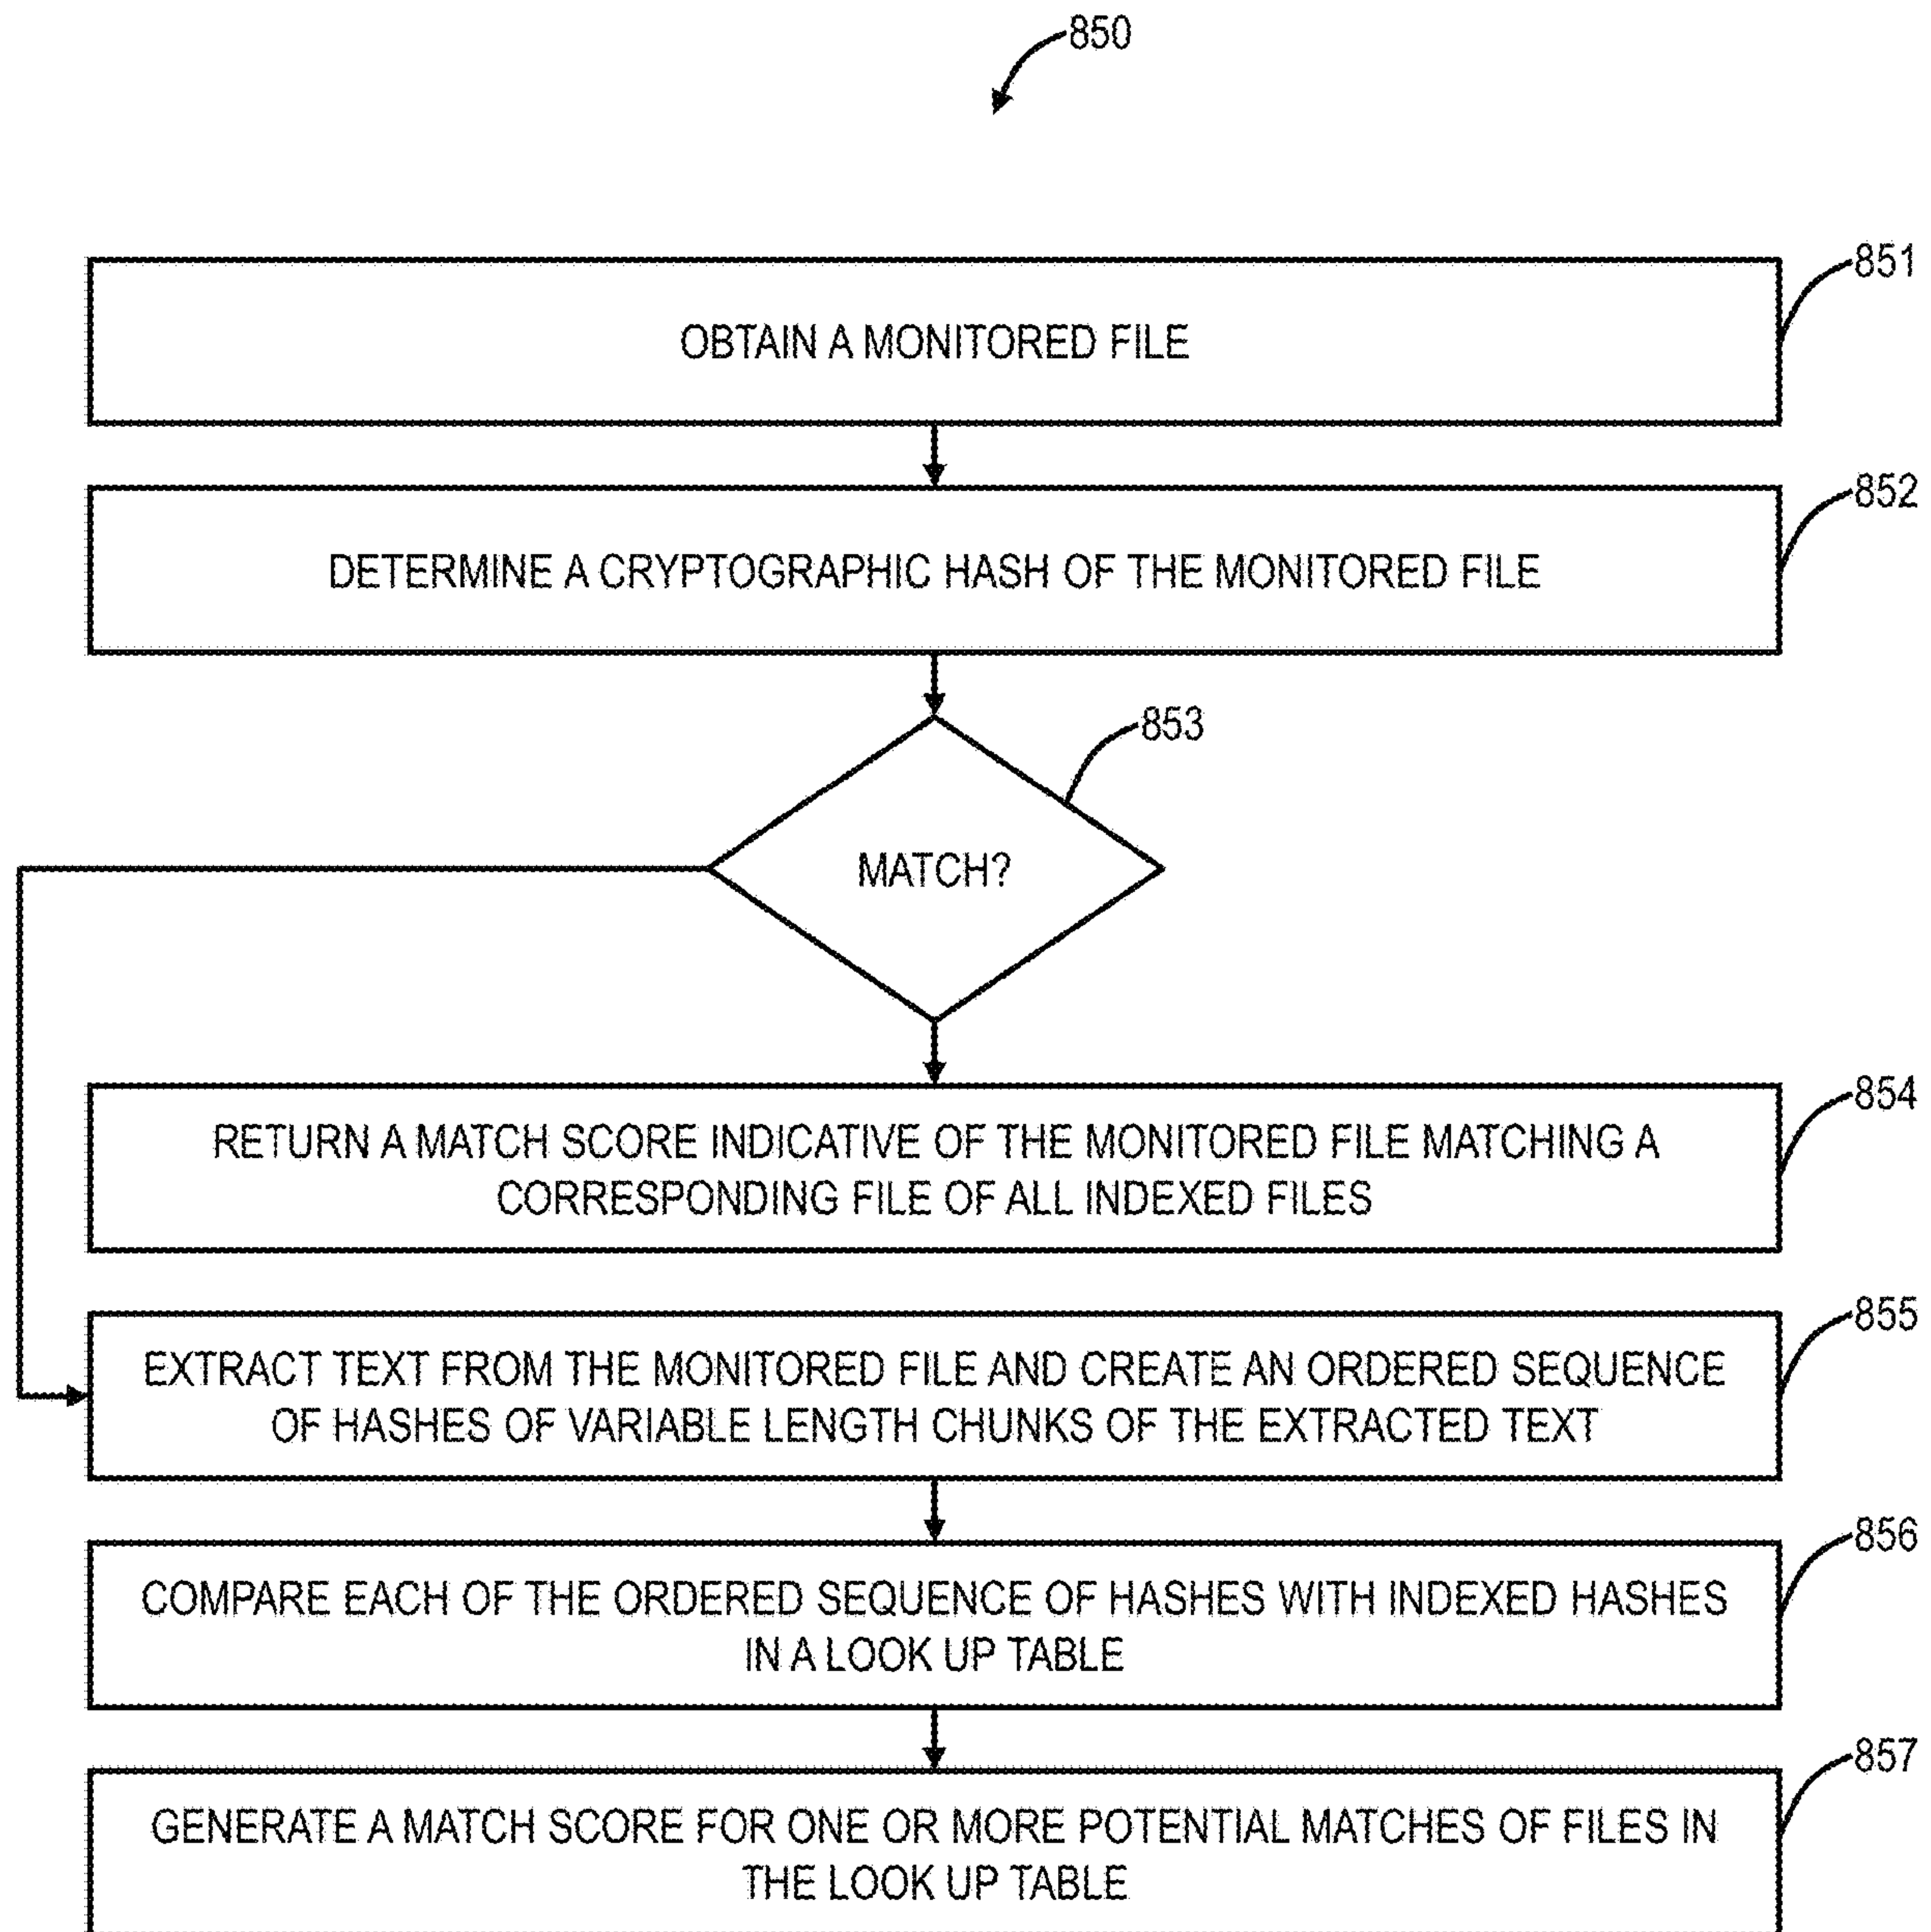 850
851
OBTAIN A MONITORED FILE
852
DETERMINE A CRYPTOGRAPHIC HASH OF THE MONITORED FILE
853
MATCH?
854
RETURN A MATCH SCORE INDICATIVE OF THE MONITORED FILE MATCHING A
CORRESPONDING FILE OF ALL INDEXED FILES
855
EXTRACT TEXT FROM THE MONITORED FILE AND CREATE AN ORDERED SEQUENCE
OF HASHES OF VARIABLE LENGTH CHUNKS OF THE EXTRACTED TEXT
856
COMPARE EACH OF THE ORDERED SEQUENCE OF HASHES WITH INDEXED HASHES
IN A LOOK UP TABLE
857
GENERATE A MATCH SCORE FOR ONE OR MORE POTENTIAL MATCHES OF FILES IN
THE LOOK UP TABLE